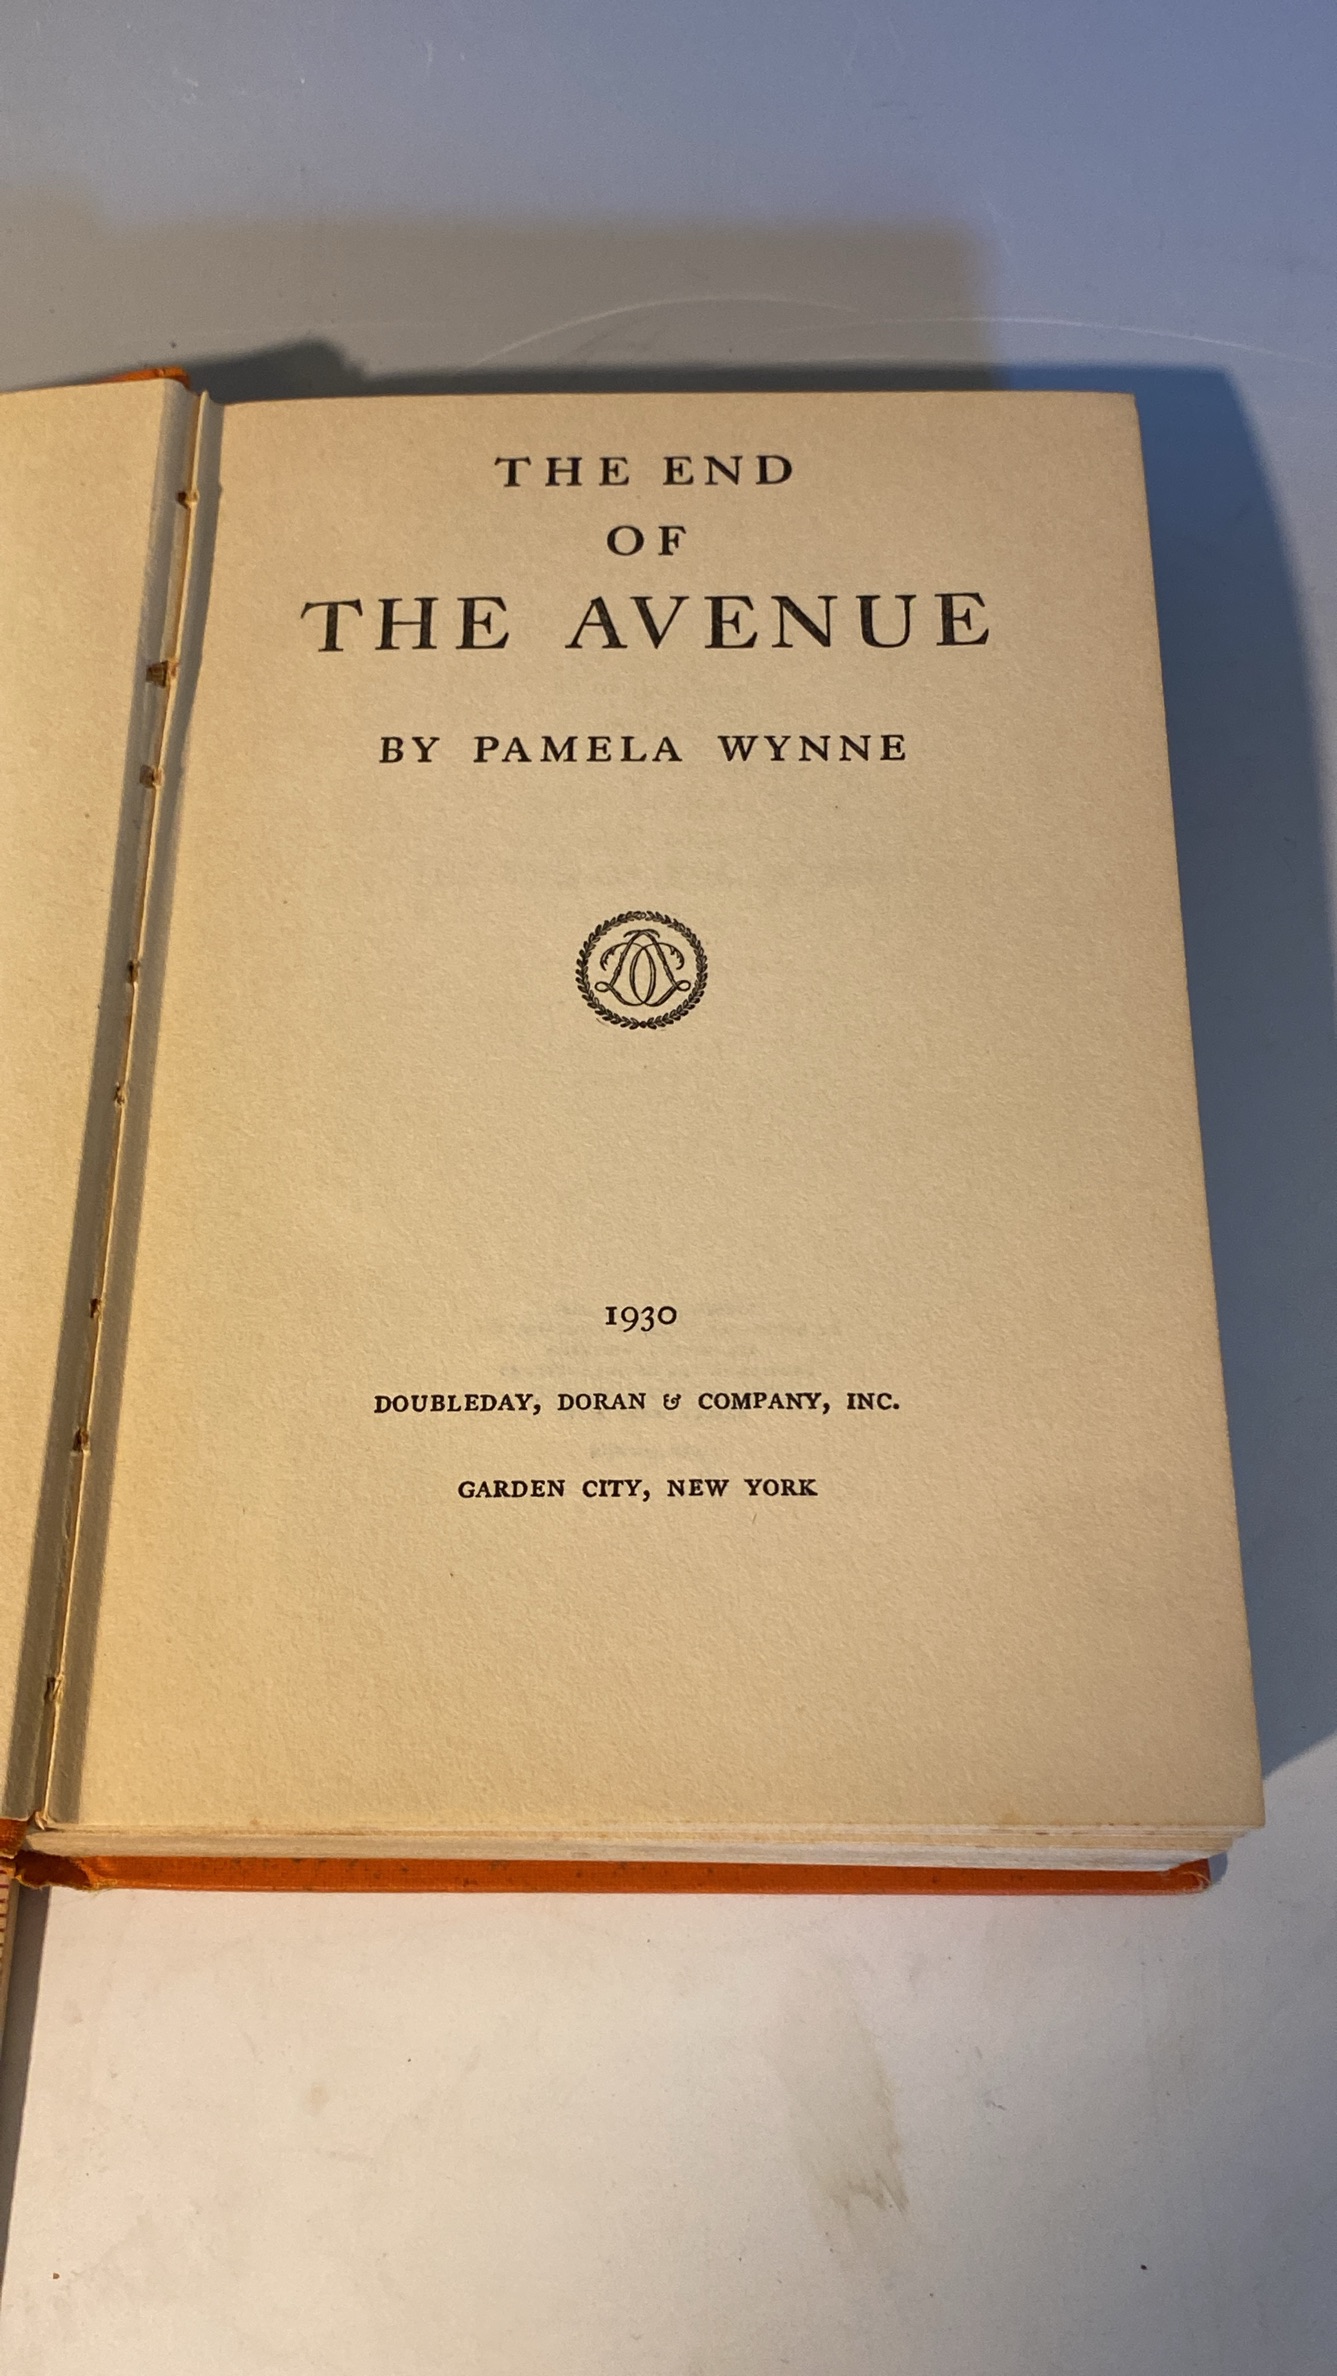 THE END
OF
THE AVENUE
BY PAMELA WYNNE
1930
DOUBLEDAY, DORAN & COMPANY, INC.
GARDEN CITY, NEW YORK